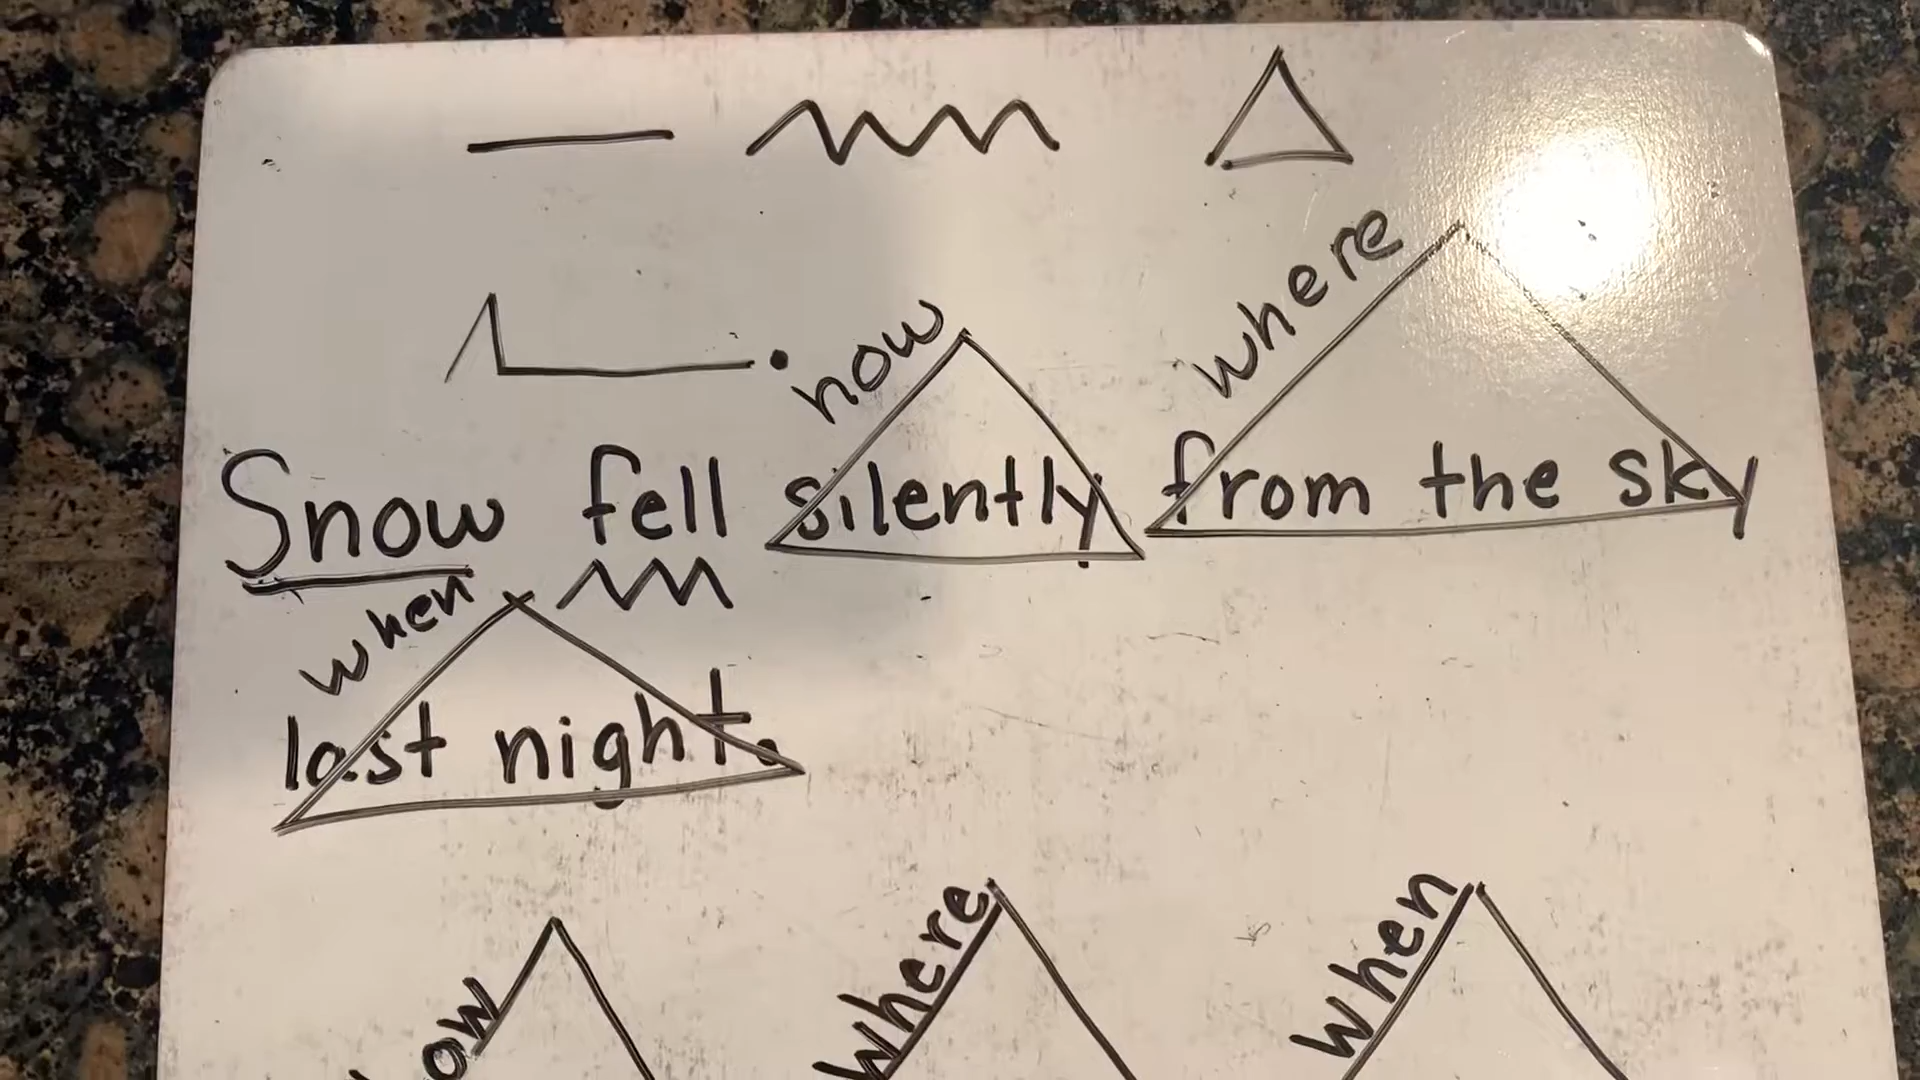 how where
Snow fell silently from the sky
when
last night.
how where when